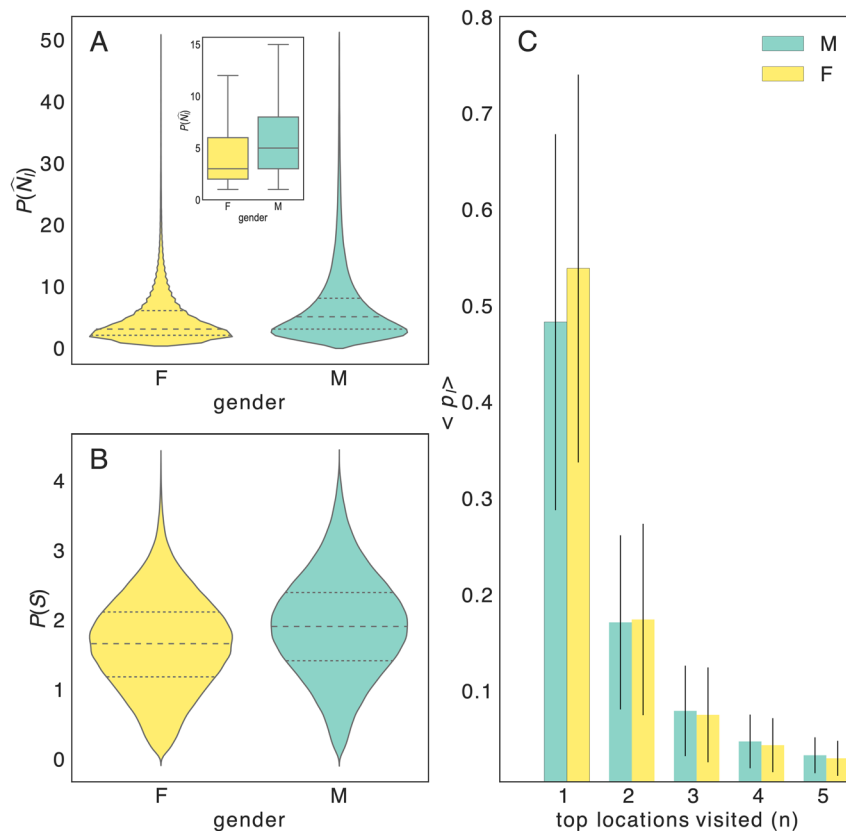 A
50
40
30
20
10
0
P(N̂l)
F
M
gender
15
10
5
0
P(N̂l)
F
M
gender
B
4
3
2
1
0
P(S)
F
M
gender
C
M
F
0.8
0.7
0.6
0.5
0.4
0.3
0.2
0.1
< pl>
1 2 3 4 5
top locations visited (n)